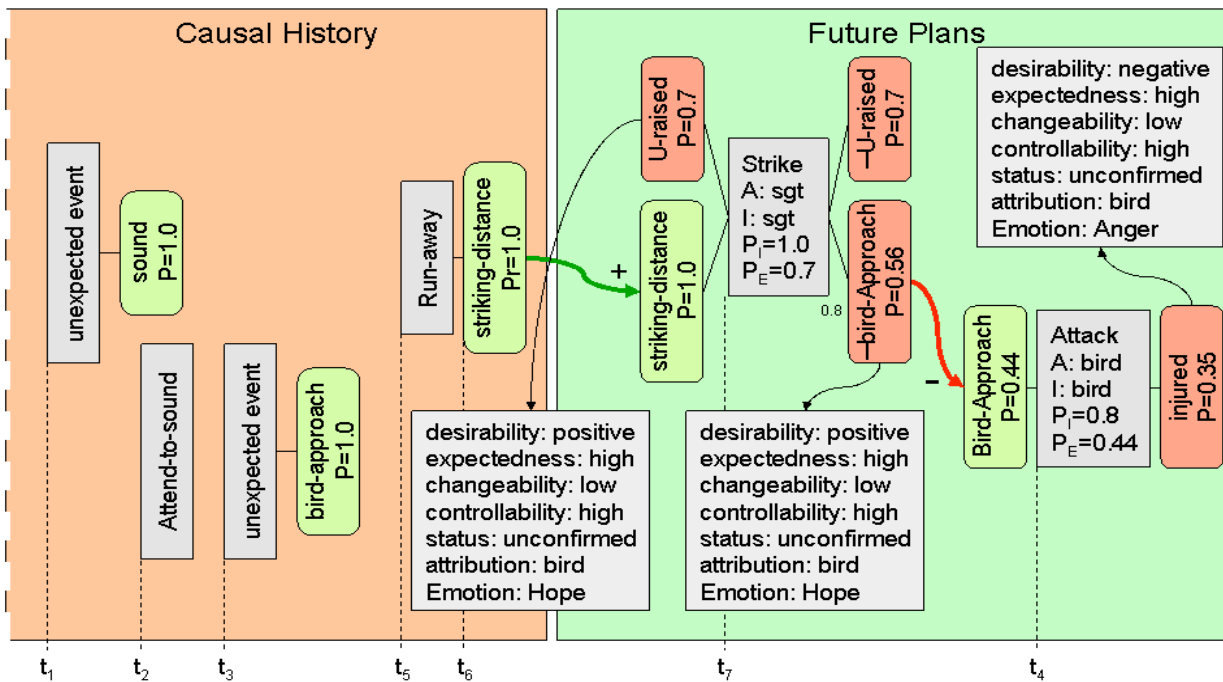 Causal History
Future Plans
unexpected event
sound
P=1.0
Attend-to-sound
unexpected event
bird-approach
P=1.0
Run-away
striking-distance
Pr=1.0
+
U-raised
P=0.7
striking-distance
P=1.0
Strike
A: sgt
I: sgt
P_I=1.0
P_E=0.7
¬U-raised
P=0.7
0.8
¬bird-Approach
P=0.56
-
Bird-Approach
P=0.44
Attack
A: bird
I: bird
P_I=0.8
P_E=0.44
injured
P=0.35
desirability: negative
expectedness: high
changeability: low
controllability: high
status: unconfirmed
attribution: bird
Emotion: Anger
desirability: positive
expectedness: high
changeability: low
controllability: high
status: unconfirmed
attribution: bird
Emotion: Hope
desirability: positive
expectedness: high
changeability: low
controllability: high
status: unconfirmed
attribution: bird
Emotion: Hope
t1
t2
t3
t5
t6
t7
t4